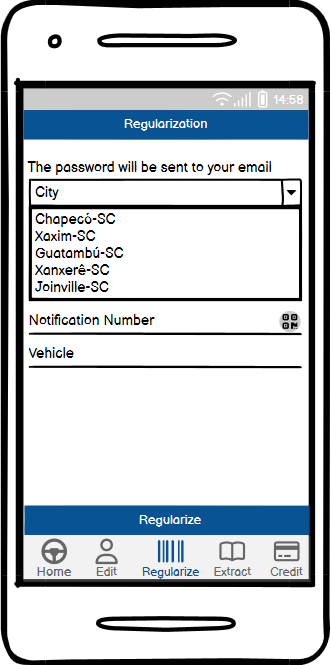 14:58
Regularization
The password will be sent to your email
City
Chapecó-SC
Xaxim-SC
Guatambú-SC
Xanxerê-SC
Joinville-SC
Notification Number
Vehicle
Regularize
Home Edit Regularize Extract Credit